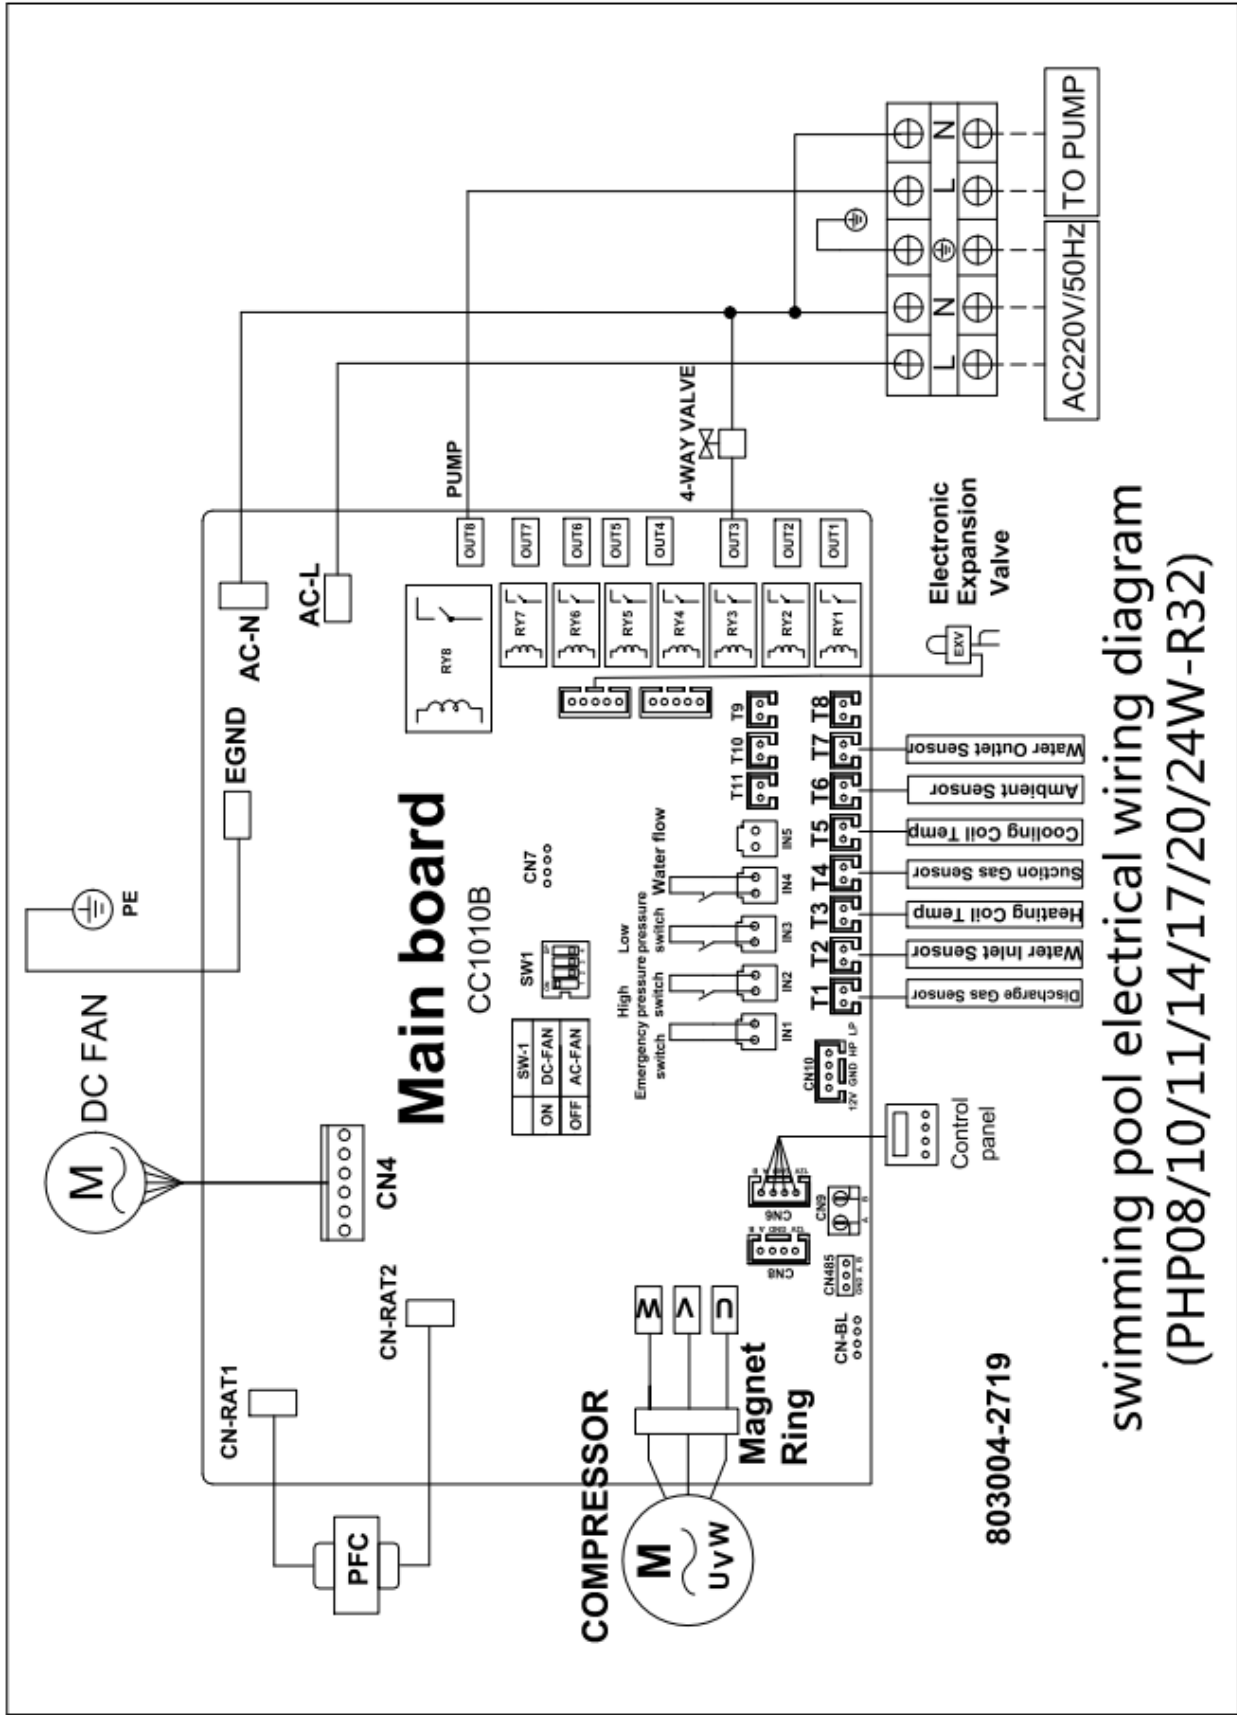 DC FAN
M
PE
CN4
EGND
AC-N
AC-L
CN-RAT1
CN-RAT2
PFC
Main board
CC1010B
SW-1
ON DC-FAN
OFF AC-FAN
SW1
CN7
RY8
RY7
RY6
RY5
RY4
RY3
RY2
RY1
OUT8
OUT7
OUT6
OUT5
OUT4
OUT3
OUT2
OUT1
PUMP
4-WAY VALVE
Emergency
switch
High
pressure
switch
Low
pressure
switch
Water flow
IN1
IN2
IN3
IN4
IN5
T11
T10
T9
T1
T2
T3
T4
T5
T6
T7
T8
Discharge Gas Sensor
Water Inlet Sensor
Heating Coil Temp
Suction Gas Sensor
Cooling Coil Temp
Ambient Sensor
Water Outlet Sensor
CN10
12V GND HP LP
CN6
B A GND 12V
CN8
B A GND 12V
CN9
A B
CN485
GND A B
CN-BL
Control
panel
COMPRESSOR
M
U V W
W
V
U
Magnet
Ring
EXV
Electronic
Expansion
Valve
L N L N
AC220V/50Hz
TO PUMP
803004-2719
swimming pool electrical wiring diagram
(PHP08/10/11/14/17/20/24W-R32)